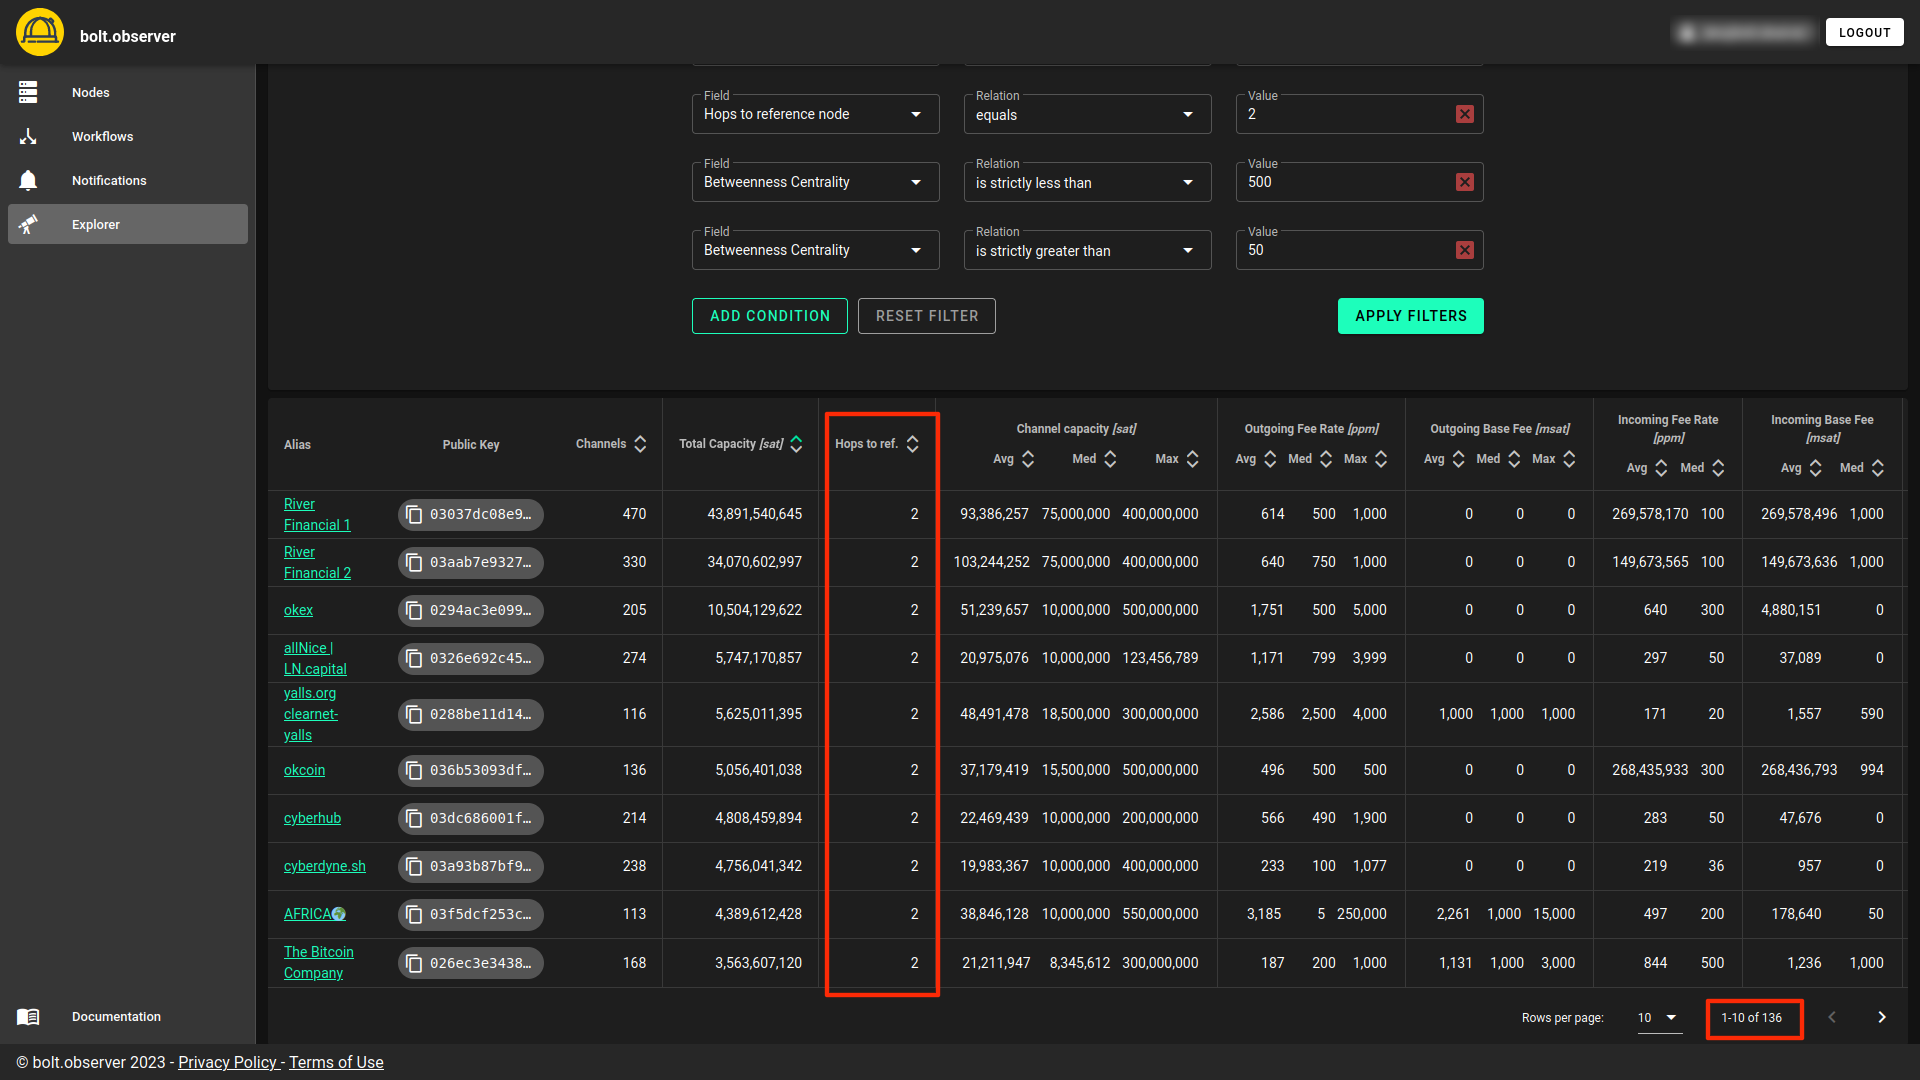 bolt.observer
LOGOUT
Nodes
Workflows
Notifications
Explorer
Documentation
Field Relation Value
Hops to reference node equals 2
Field Relation Value
Betweenness Centrality is strictly less than 500
Field Relation Value
Betweenness Centrality is strictly greater than 50
ADD CONDITION RESET FILTER APPLY FILTERS
Alias Public Key Channels Total Capacity [sat] Hops to ref. Channel capacity [sat] Outgoing Fee Rate [ppm] Outgoing Base Fee [msat] Incoming Fee Rate [ppm] Incoming Base Fee [msat]
Avg Med Max Avg Med Max Avg Med Max Avg Med Avg Med
River Financial 1 03037dc08e9… 470 43,891,540,645 2 93,386,257 75,000,000 400,000,000 614 500 1,000 0 0 0 269,578,170 100 269,578,496 1,000
River Financial 2 03aab7e9327… 330 34,070,602,997 2 103,244,252 75,000,000 400,000,000 640 750 1,000 0 0 0 149,673,565 100 149,673,636 1,000
okex 0294ac3e099… 205 10,504,129,622 2 51,239,657 10,000,000 500,000,000 1,751 500 5,000 0 0 0 640 300 4,880,151 0
allNice | LN.capital 0326e692c45… 274 5,747,170,857 2 20,975,076 10,000,000 123,456,789 1,171 799 3,999 0 0 0 297 50 37,089 0
yalls.org clearnet-yalls 0288be11d14… 116 5,625,011,395 2 48,491,478 18,500,000 300,000,000 2,586 2,500 4,000 1,000 1,000 1,000 171 20 1,557 590
okcoin 036b53093df… 136 5,056,401,038 2 37,179,419 15,500,000 500,000,000 496 500 500 0 0 0 268,435,933 300 268,436,793 994
cyberhub 03dc686001f… 214 4,808,459,894 2 22,469,439 10,000,000 200,000,000 566 490 1,900 0 0 0 283 50 47,676 0
cyberdyne.sh 03a93b87bf9… 238 4,756,041,342 2 19,983,367 10,000,000 400,000,000 233 100 1,077 0 0 0 219 36 957 0
AFRICA🌍 03f5dcf253c… 113 4,389,612,428 2 38,846,128 10,000,000 550,000,000 3,185 5 250,000 2,261 1,000 15,000 497 200 178,640 50
The Bitcoin Company 026ec3e3438… 168 3,563,607,120 2 21,211,947 8,345,612 300,000,000 187 200 1,000 1,131 1,000 3,000 844 500 1,236 1,000
Rows per page: 10 1-10 of 136
© bolt.observer 2023 - Privacy Policy - Terms of Use